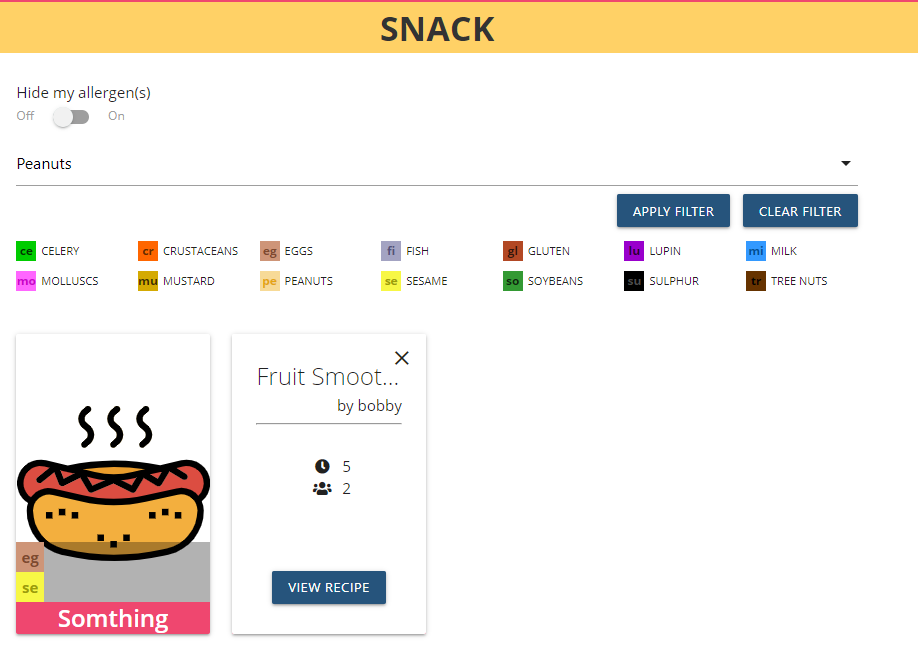 SNACK
Hide my allergen(s)
Off On
Peanuts
APPLY FILTER CLEAR FILTER
ce CELERY cr CRUSTACEANS eg EGGS fi FISH gl GLUTEN lu LUPIN mi MILK
mo MOLLUSCS mu MUSTARD pe PEANUTS se SESAME so SOYBEANS su SULPHUR tr TREE NUTS
eg
se
Somthing
Fruit Smoot...
by bobby
5
2
VIEW RECIPE